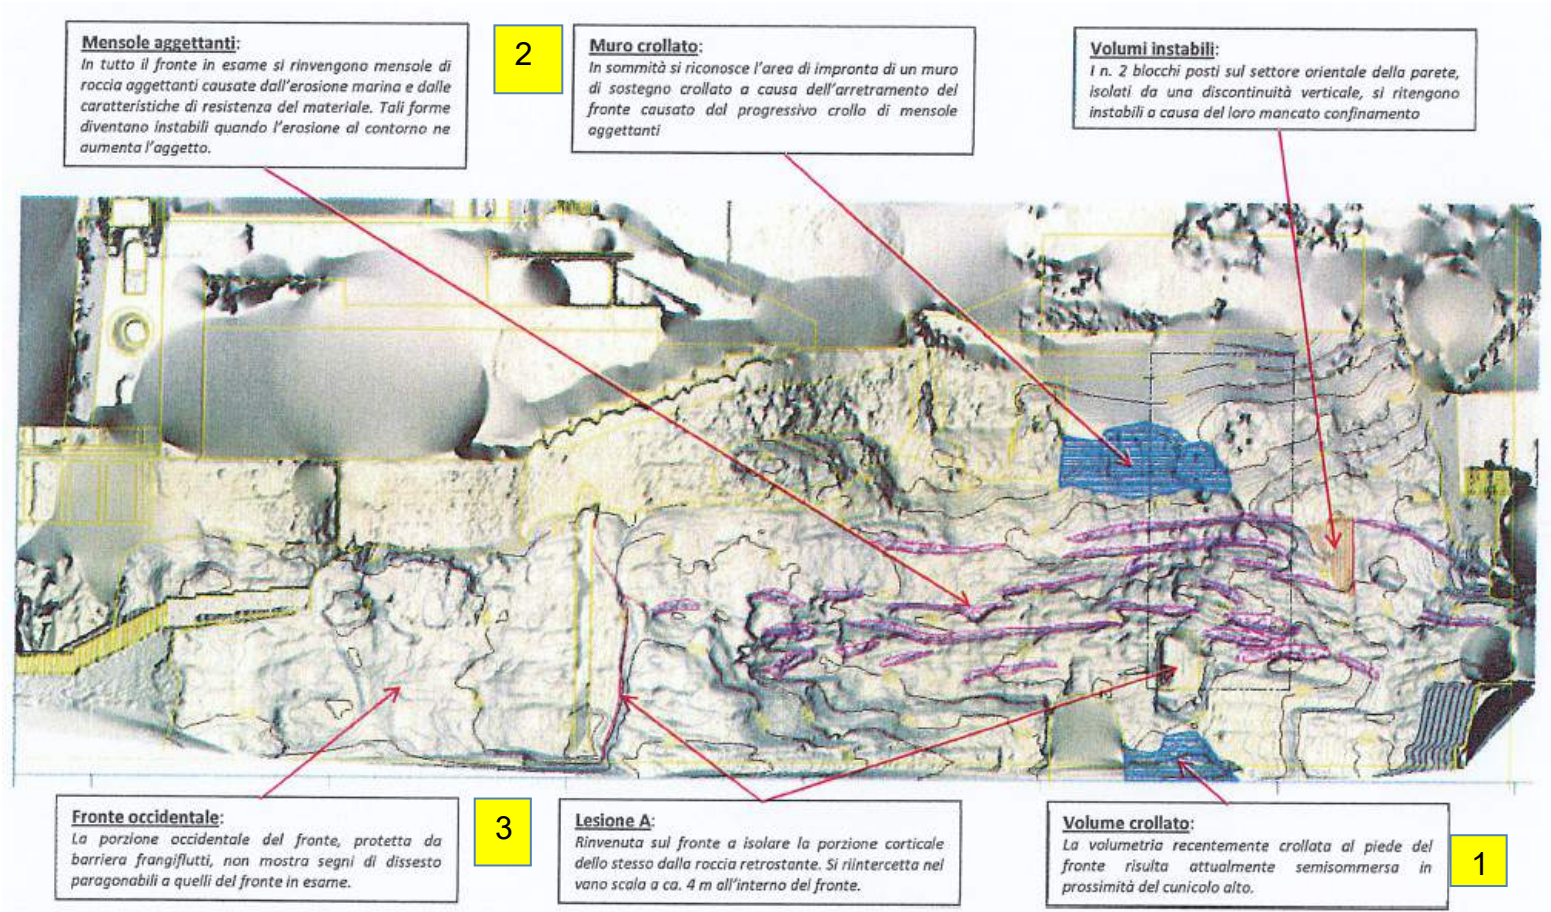 Mensole aggettanti:
In tutto il fronte in esame si rinvengono mensole di
roccia aggettanti causate dall'erosione marina e dalle
caratteristiche di resistenza del materiale. Tali forme
diventano instabili quando l'erosione al contorno ne
aumenta l'aggetto.
2
Muro crollato:
In sommità si riconosce l'area di impronta di un muro
di sostegno crollato a causa dell'arretramento del
fronte causato dal progressivo crollo di mensole
aggettanti
Volumi instabili:
I n. 2 blocchi posti sul settore orientale della parete,
isolati da una discontinuità verticale, si ritengono
instabili a causa del loro mancato confinamento
Fronte occidentale:
La porzione occidentale del fronte, protetta da
barriera frangiflutti, non mostra segni di dissesto
paragonabili a quelli del fronte in esame.
3
Lesione A:
Rinvenuta sul fronte a isolare la porzione corticale
dello stesso dalla roccia retrostante. Si riintercetta nel
vano scala a ca. 4 m all'interno del fronte.
Volume crollato:
La volumetria recentemente crollata al piede del
fronte risulta attualmente semisommersa in
prossimità del cunicolo alto.
1